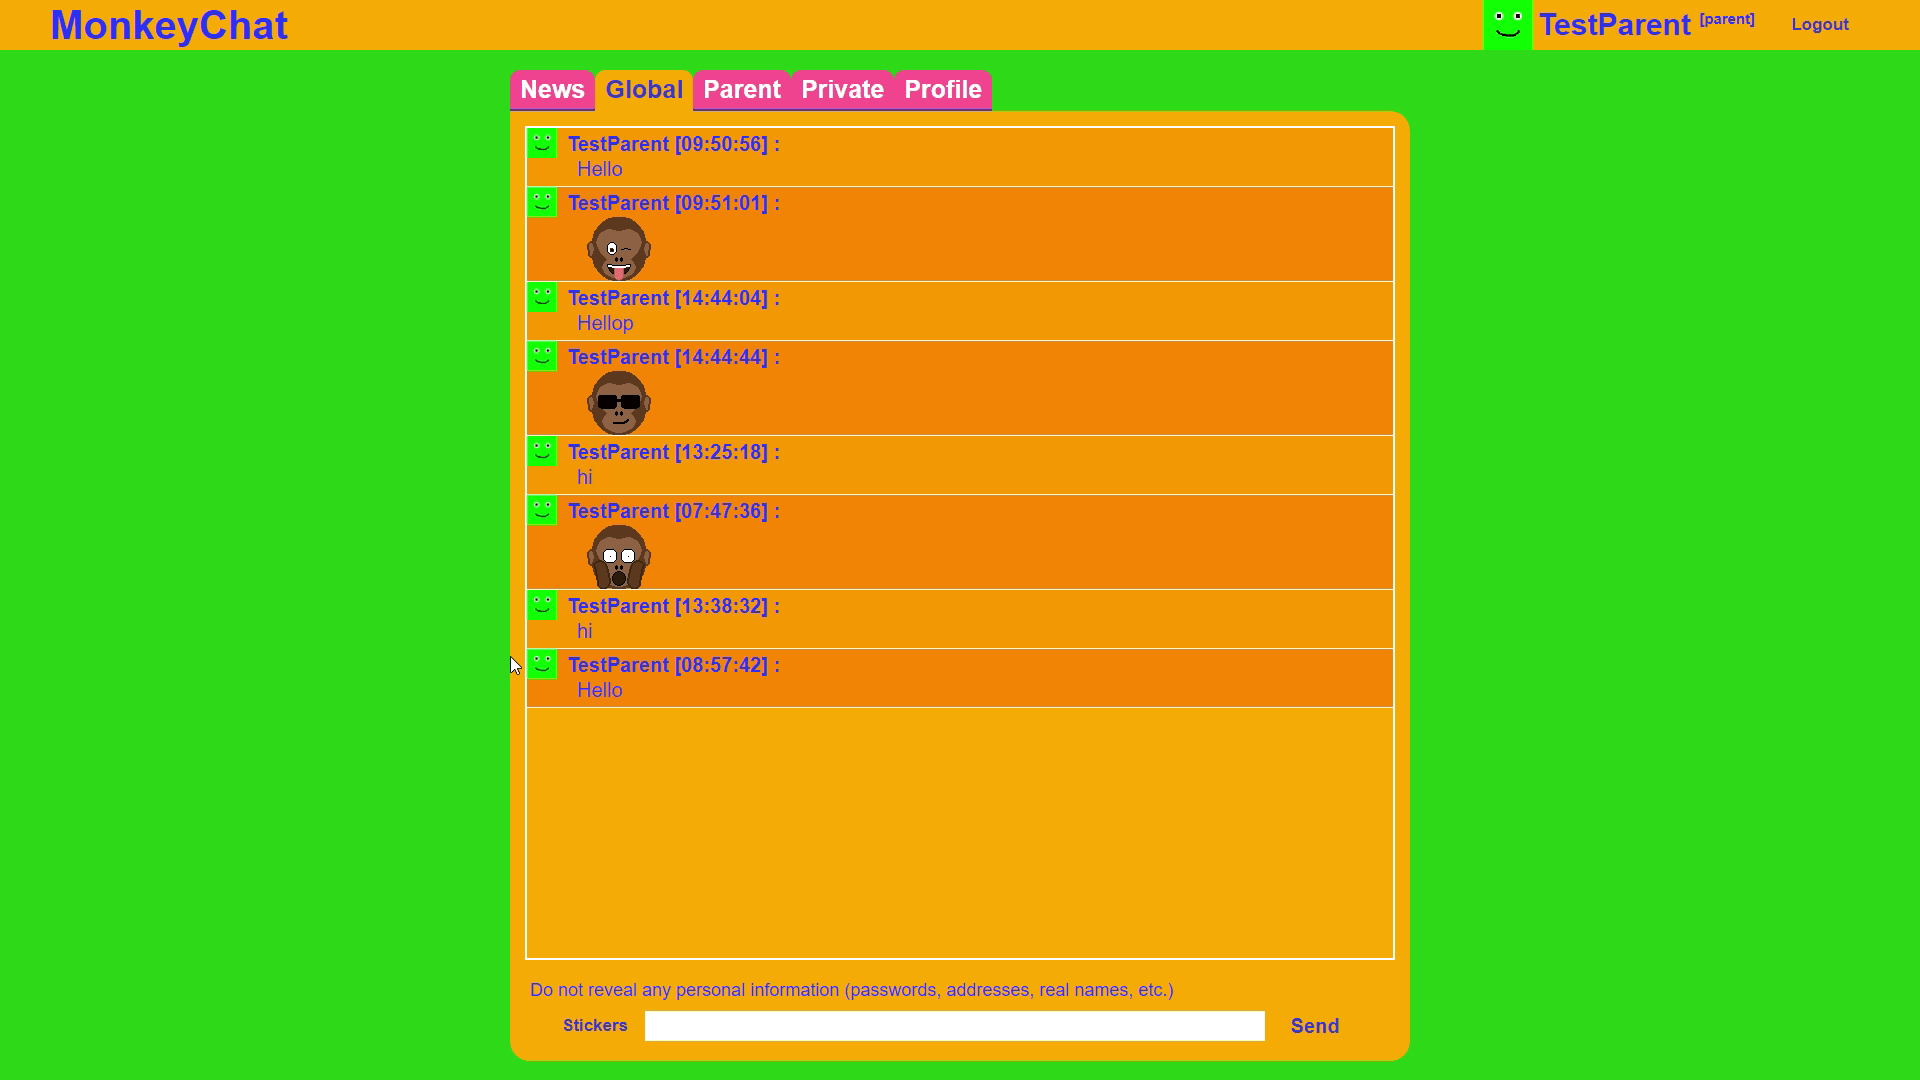 MonkeyChat
TestParent [parent] Logout
News Global Parent Private Profile
TestParent [09:50:56] :
Hello
TestParent [09:51:01] :
TestParent [14:44:04] :
Hellop
TestParent [14:44:44] :
TestParent [13:25:18] :
hi
TestParent [07:47:36] :
TestParent [13:38:32] :
hi
TestParent [08:57:42] :
Hello
Do not reveal any personal information (passwords, addresses, real names, etc.)
Stickers Send